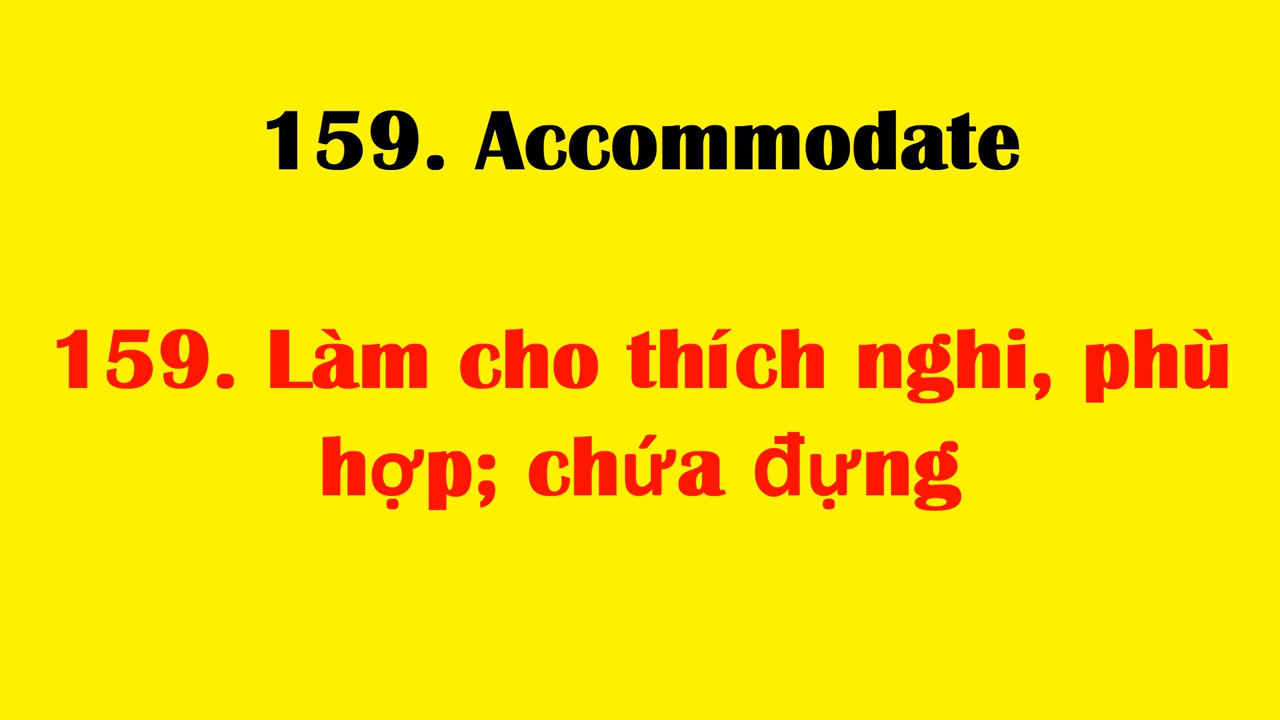 159. Accommodate
159. Làm cho thích nghi, phù
hợp; chứa đựng